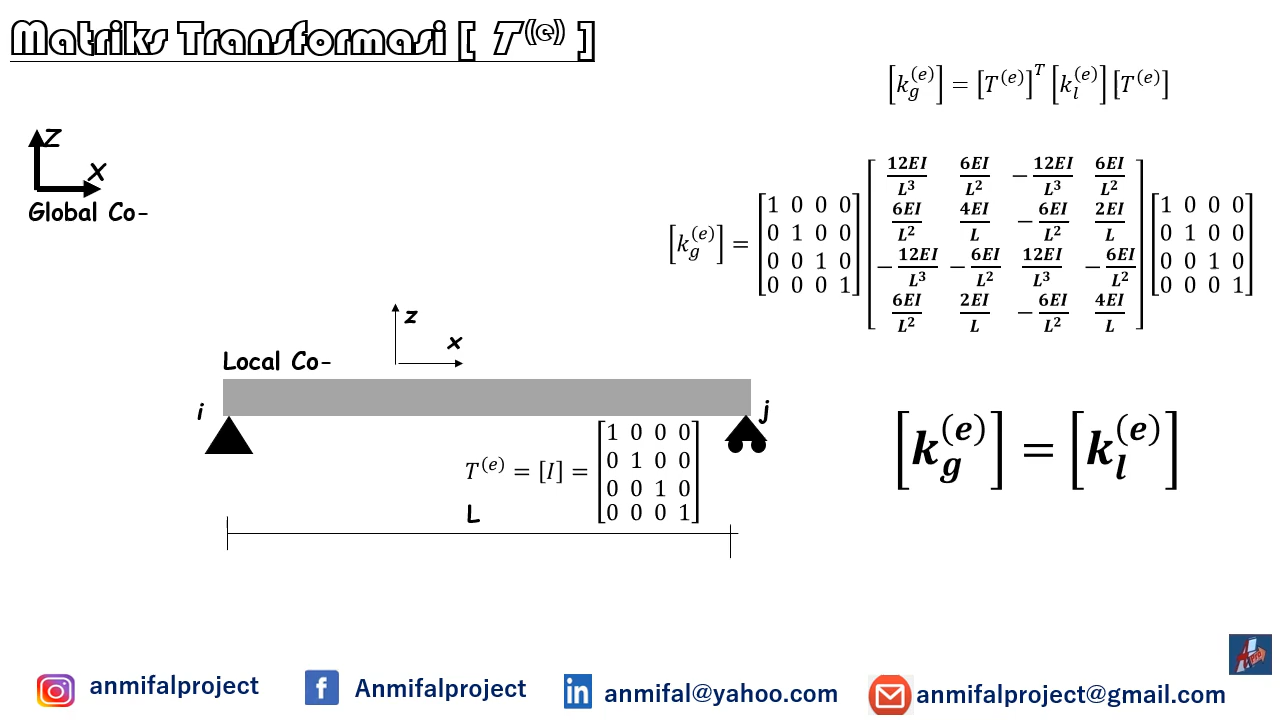 Matriks Transformasi [ T⁽⁽ᵉ⁾⁾ ]
[k_g^(e)] = [T^(e)]^T [k_l^(e)] [T^(e)]
Z
X
Global Co-
[k_g^(e)] = [1 0 0 0; 0 1 0 0; 0 0 1 0; 0 0 0 1] [12EI/L³ 6EI/L² −12EI/L³ 6EI/L²; 6EI/L² 4EI/L −6EI/L² 2EI/L; −12EI/L³ −6EI/L² 12EI/L³ −6EI/L²; 6EI/L² 2EI/L −6EI/L² 4EI/L] [1 0 0 0; 0 1 0 0; 0 0 1 0; 0 0 0 1]
z
x
Local Co-
i
j
T^(e) = [I] = [1 0 0 0; 0 1 0 0; 0 0 1 0; 0 0 0 1]
L
[k_g^(e)] = [k_l^(e)]
anmifalproject
Anmifalproject
anmifal@yahoo.com
anmifalproject@gmail.com